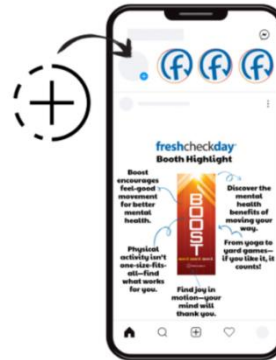 freshcheckday
Booth Highlight
Boost
encourages
feel-good
movement
for better
mental
health.
Physical
activity isn't
one-size-fits-
all—find
what works
for you.
BOOST
Discover the
mental
health
benefits of
moving your
way.
From yoga to
yard games—
if you like it, it
counts!
Find joy in
motion—your
mind will
thank you.